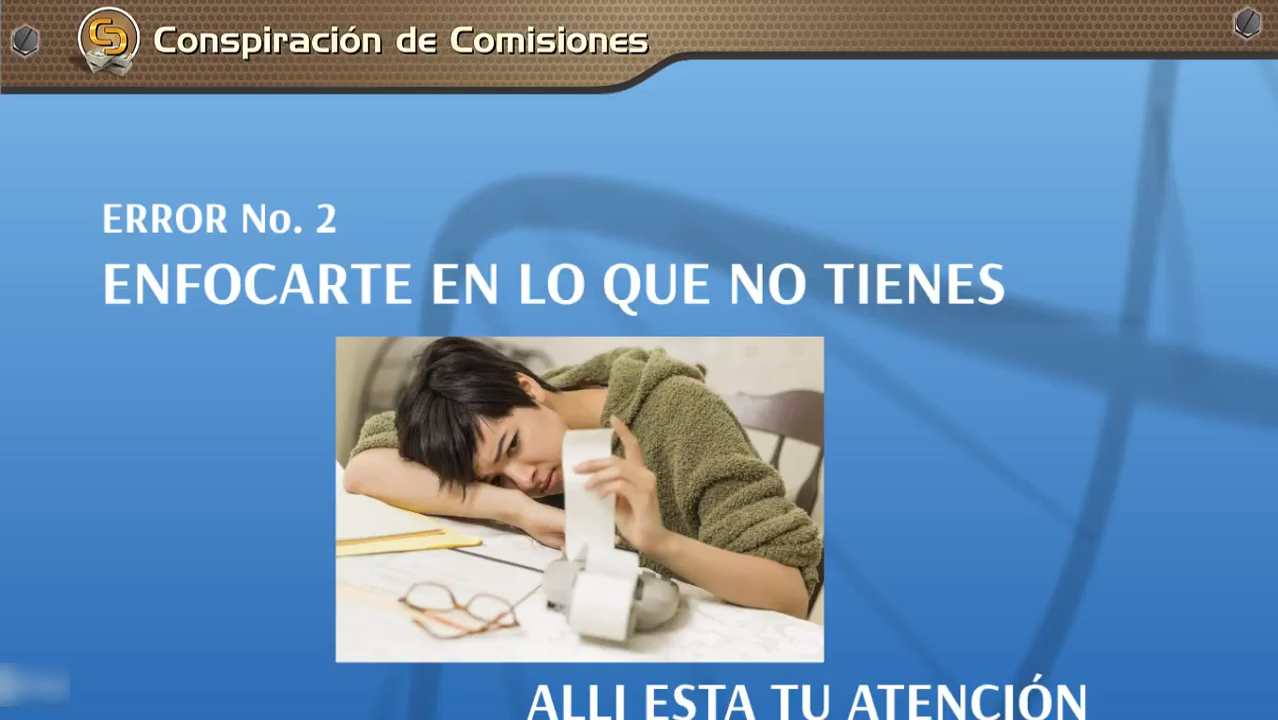 Conspiración de Comisiones
ERROR No. 2
ENFOCARTE EN LO QUE NO TIENES
ALLI ESTA TU ATENCIÓN